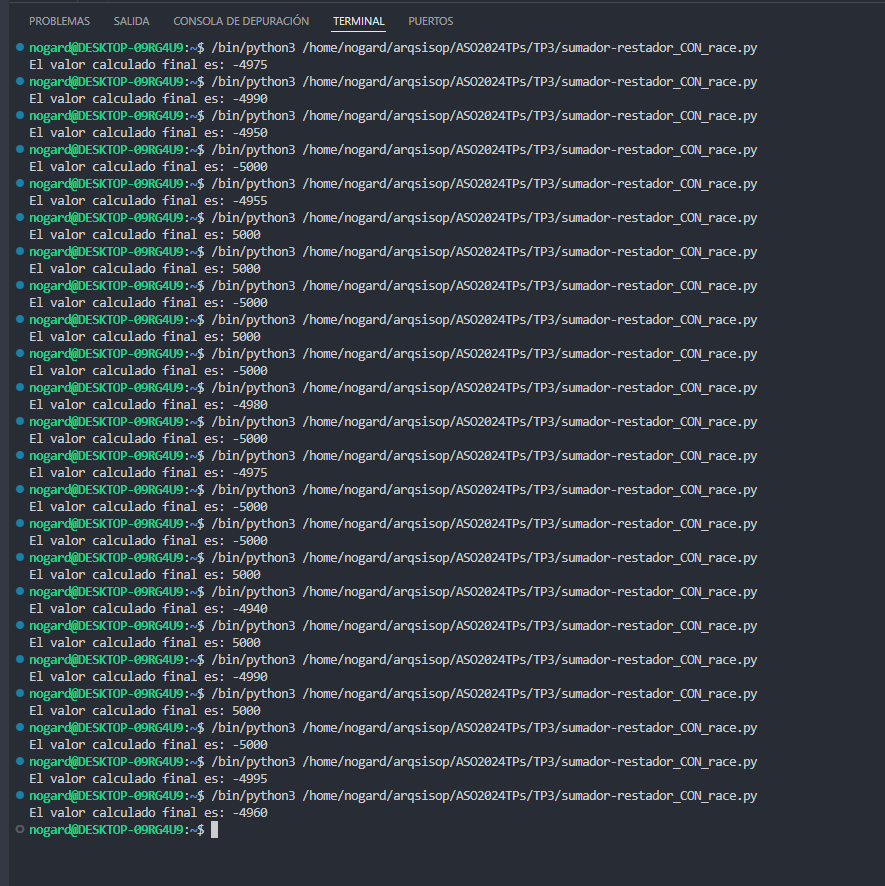 PROBLEMAS SALIDA CONSOLA DE DEPURACIÓN TERMINAL PUERTOS
nogard@DESKTOP-09RG4U9:~$ /bin/python3 /home/nogard/arqsisop/ASO2024TPs/TP3/sumador-restador_CON_race.py
El valor calculado final es: -4975
nogard@DESKTOP-09RG4U9:~$ /bin/python3 /home/nogard/arqsisop/ASO2024TPs/TP3/sumador-restador_CON_race.py
El valor calculado final es: -4990
nogard@DESKTOP-09RG4U9:~$ /bin/python3 /home/nogard/arqsisop/ASO2024TPs/TP3/sumador-restador_CON_race.py
El valor calculado final es: -4950
nogard@DESKTOP-09RG4U9:~$ /bin/python3 /home/nogard/arqsisop/ASO2024TPs/TP3/sumador-restador_CON_race.py
El valor calculado final es: -5000
nogard@DESKTOP-09RG4U9:~$ /bin/python3 /home/nogard/arqsisop/ASO2024TPs/TP3/sumador-restador_CON_race.py
El valor calculado final es: -4955
nogard@DESKTOP-09RG4U9:~$ /bin/python3 /home/nogard/arqsisop/ASO2024TPs/TP3/sumador-restador_CON_race.py
El valor calculado final es: 5000
nogard@DESKTOP-09RG4U9:~$ /bin/python3 /home/nogard/arqsisop/ASO2024TPs/TP3/sumador-restador_CON_race.py
El valor calculado final es: 5000
nogard@DESKTOP-09RG4U9:~$ /bin/python3 /home/nogard/arqsisop/ASO2024TPs/TP3/sumador-restador_CON_race.py
El valor calculado final es: -5000
nogard@DESKTOP-09RG4U9:~$ /bin/python3 /home/nogard/arqsisop/ASO2024TPs/TP3/sumador-restador_CON_race.py
El valor calculado final es: 5000
nogard@DESKTOP-09RG4U9:~$ /bin/python3 /home/nogard/arqsisop/ASO2024TPs/TP3/sumador-restador_CON_race.py
El valor calculado final es: -5000
nogard@DESKTOP-09RG4U9:~$ /bin/python3 /home/nogard/arqsisop/ASO2024TPs/TP3/sumador-restador_CON_race.py
El valor calculado final es: -4980
nogard@DESKTOP-09RG4U9:~$ /bin/python3 /home/nogard/arqsisop/ASO2024TPs/TP3/sumador-restador_CON_race.py
El valor calculado final es: -5000
nogard@DESKTOP-09RG4U9:~$ /bin/python3 /home/nogard/arqsisop/ASO2024TPs/TP3/sumador-restador_CON_race.py
El valor calculado final es: -4975
nogard@DESKTOP-09RG4U9:~$ /bin/python3 /home/nogard/arqsisop/ASO2024TPs/TP3/sumador-restador_CON_race.py
El valor calculado final es: -5000
nogard@DESKTOP-09RG4U9:~$ /bin/python3 /home/nogard/arqsisop/ASO2024TPs/TP3/sumador-restador_CON_race.py
El valor calculado final es: -5000
nogard@DESKTOP-09RG4U9:~$ /bin/python3 /home/nogard/arqsisop/ASO2024TPs/TP3/sumador-restador_CON_race.py
El valor calculado final es: 5000
nogard@DESKTOP-09RG4U9:~$ /bin/python3 /home/nogard/arqsisop/ASO2024TPs/TP3/sumador-restador_CON_race.py
El valor calculado final es: -4940
nogard@DESKTOP-09RG4U9:~$ /bin/python3 /home/nogard/arqsisop/ASO2024TPs/TP3/sumador-restador_CON_race.py
El valor calculado final es: 5000
nogard@DESKTOP-09RG4U9:~$ /bin/python3 /home/nogard/arqsisop/ASO2024TPs/TP3/sumador-restador_CON_race.py
El valor calculado final es: -4990
nogard@DESKTOP-09RG4U9:~$ /bin/python3 /home/nogard/arqsisop/ASO2024TPs/TP3/sumador-restador_CON_race.py
El valor calculado final es: 5000
nogard@DESKTOP-09RG4U9:~$ /bin/python3 /home/nogard/arqsisop/ASO2024TPs/TP3/sumador-restador_CON_race.py
El valor calculado final es: -5000
nogard@DESKTOP-09RG4U9:~$ /bin/python3 /home/nogard/arqsisop/ASO2024TPs/TP3/sumador-restador_CON_race.py
El valor calculado final es: -4995
nogard@DESKTOP-09RG4U9:~$ /bin/python3 /home/nogard/arqsisop/ASO2024TPs/TP3/sumador-restador_CON_race.py
El valor calculado final es: -4960
nogard@DESKTOP-09RG4U9:~$